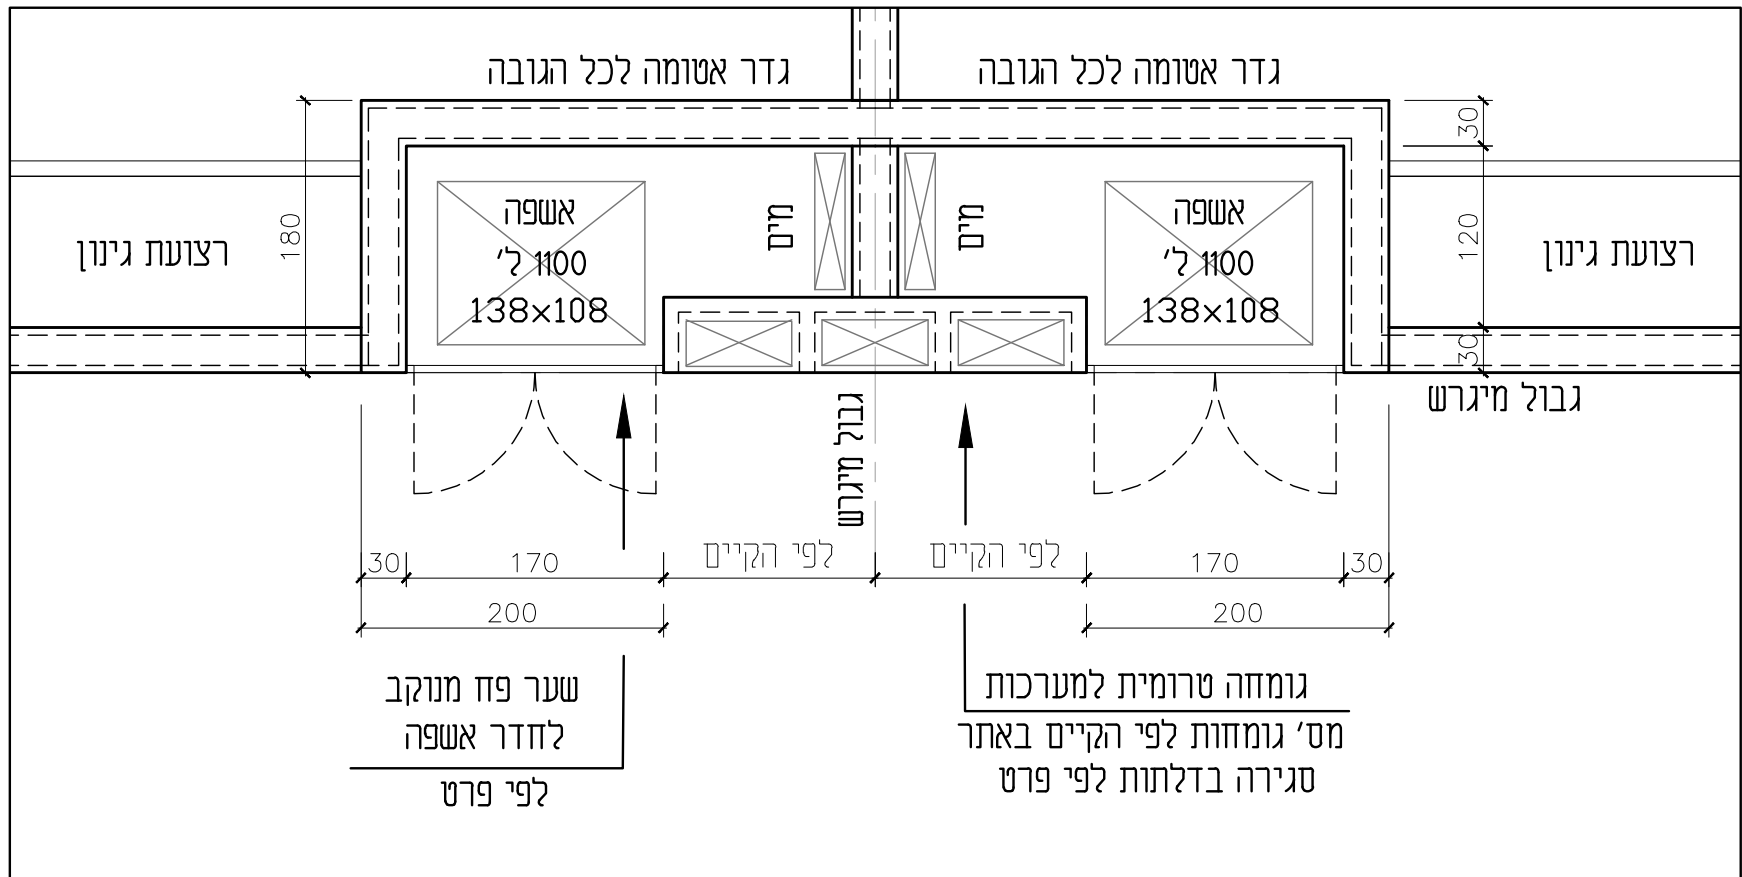 גדר אטומה לכל הגובה
גדר אטומה לכל הגובה
30
180
120
30
אשפה
1100 ל'
138x108
מים
מים
אשפה
1100 ל'
138x108
רצועת גינון
רצועת גינון
גבול מיגרש
גבול מיגרש
30
170
לפי הקיים
לפי הקיים
170
30
200
200
שער פח מנוקב
לחדר אשפה
לפי פרט
גומחה טרומית למערכות
מס' גומחות לפי הקיים באתר
סגירה בדלתות לפי פרט